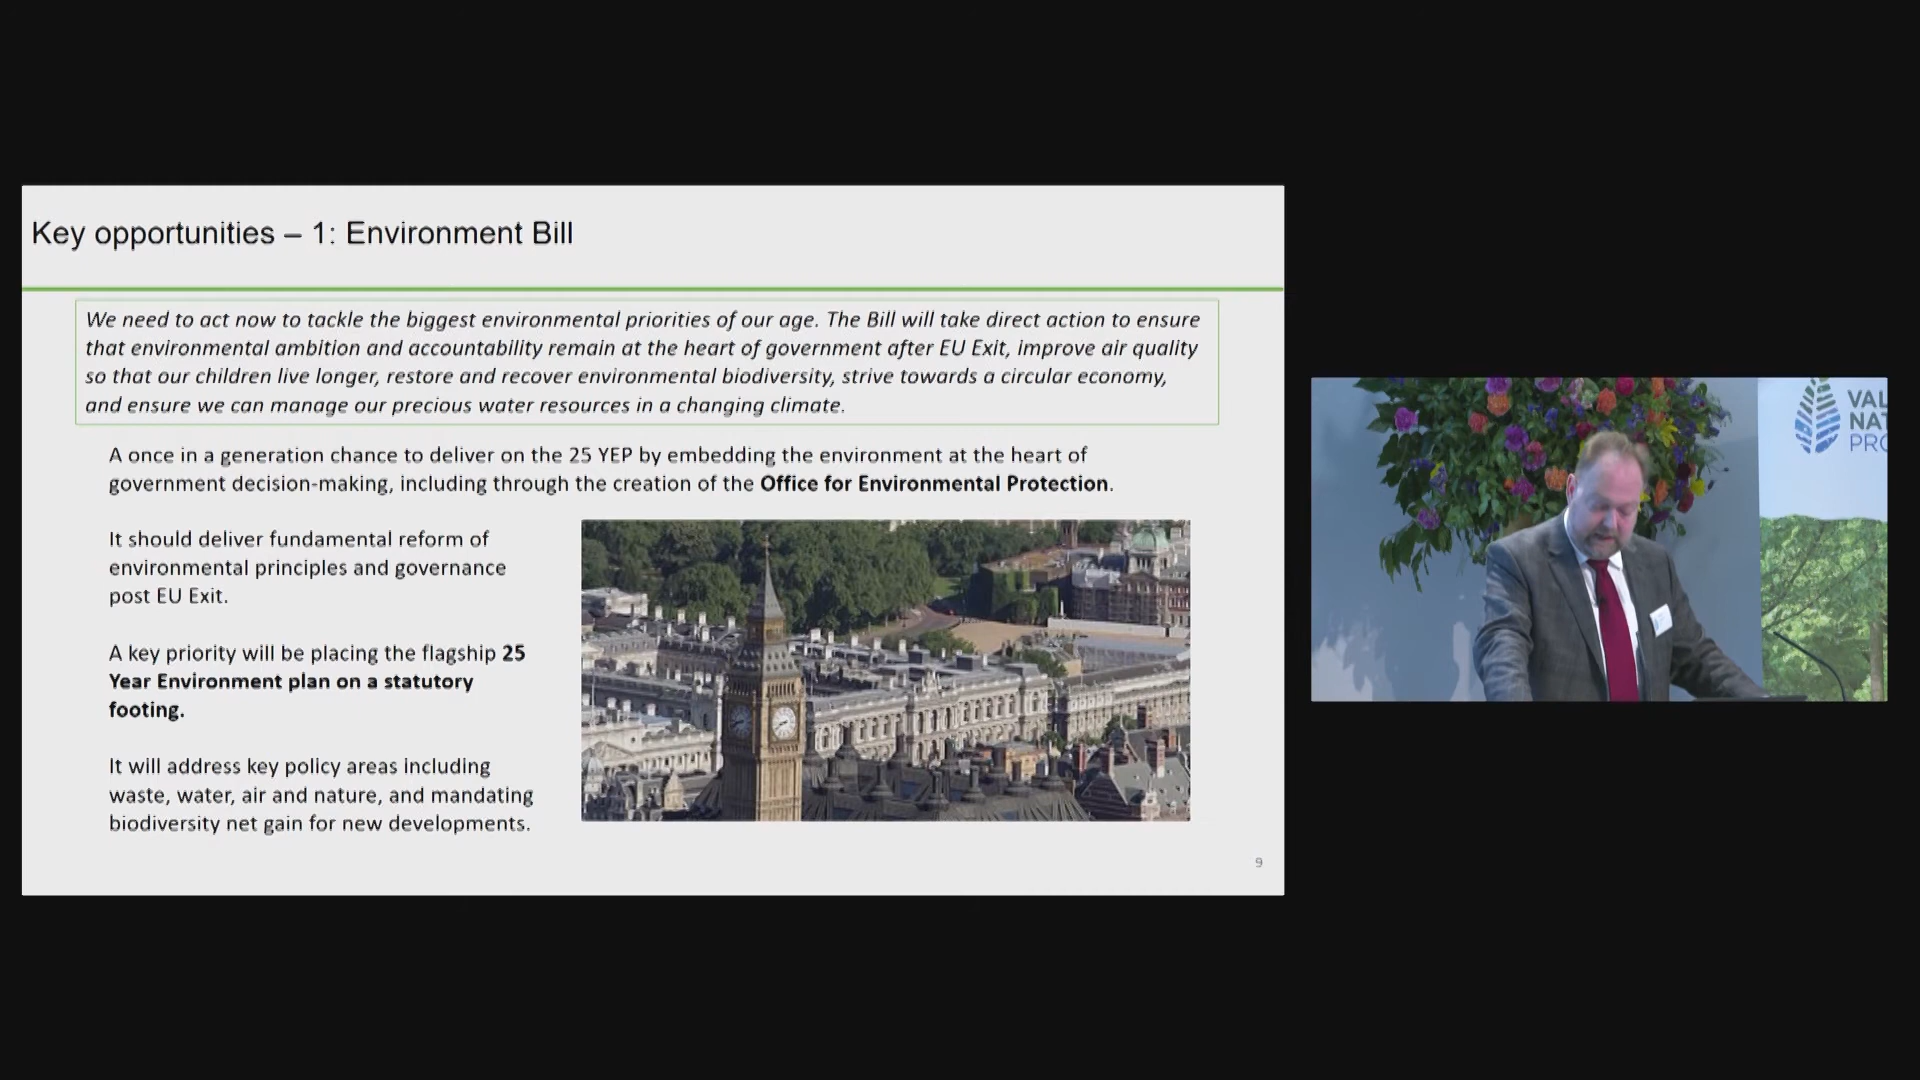 Key opportunities – 1: Environment Bill
We need to act now to tackle the biggest environmental priorities of our age. The Bill will take direct action to ensure
that environmental ambition and accountability remain at the heart of government after EU Exit, improve air quality
so that our children live longer, restore and recover environmental biodiversity, strive towards a circular economy,
and ensure we can manage our precious water resources in a changing climate.
A once in a generation chance to deliver on the 25 YEP by embedding the environment at the heart of
government decision-making, including through the creation of the Office for Environmental Protection.
It should deliver fundamental reform of
environmental principles and governance
post EU Exit.
A key priority will be placing the flagship 25
Year Environment plan on a statutory
footing.
It will address key policy areas including
waste, water, air and nature, and mandating
biodiversity net gain for new developments.
9
VAL
NAT
PRO